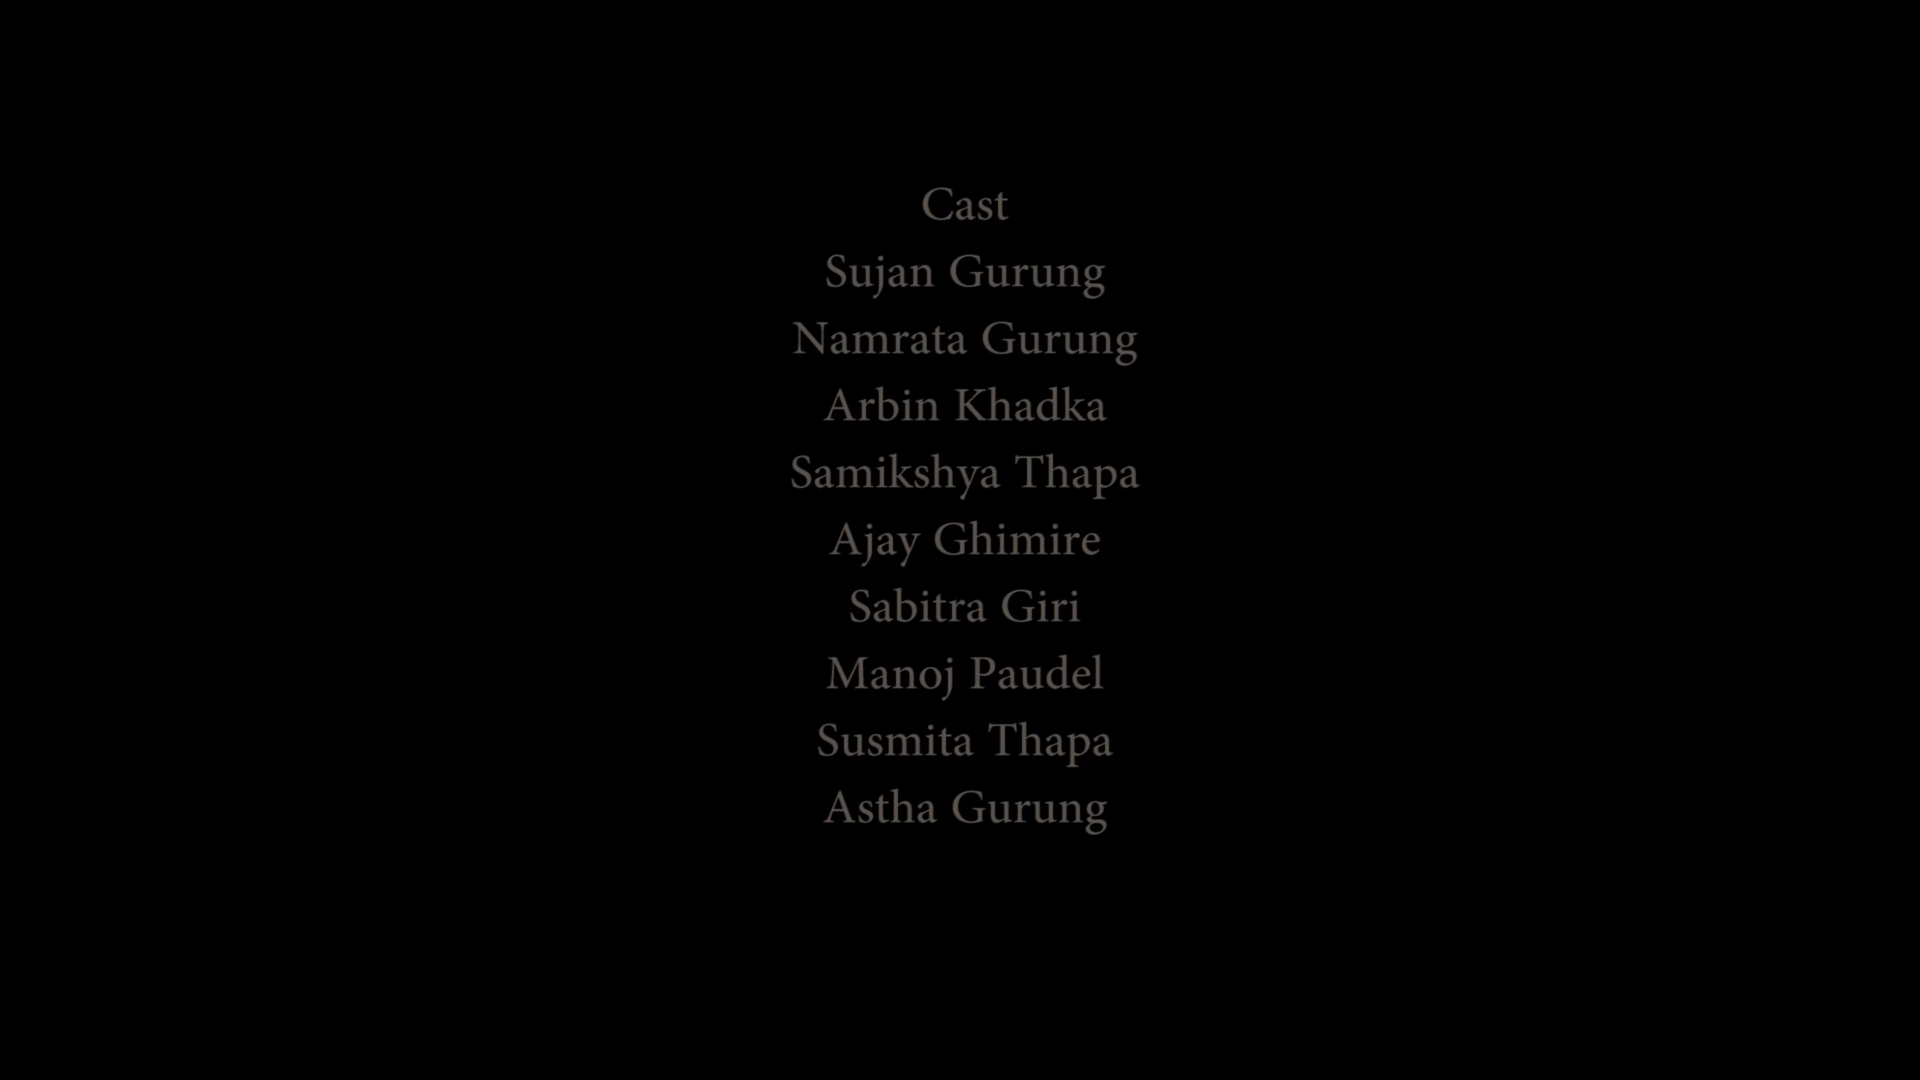 Cast
Sujan Gurung
Namrata Gurung
Arbin Khadka
Samikshya Thapa
Ajay Ghimire
Sabitra Giri
Manoj Paudel
Susmita Thapa
Astha Gurung